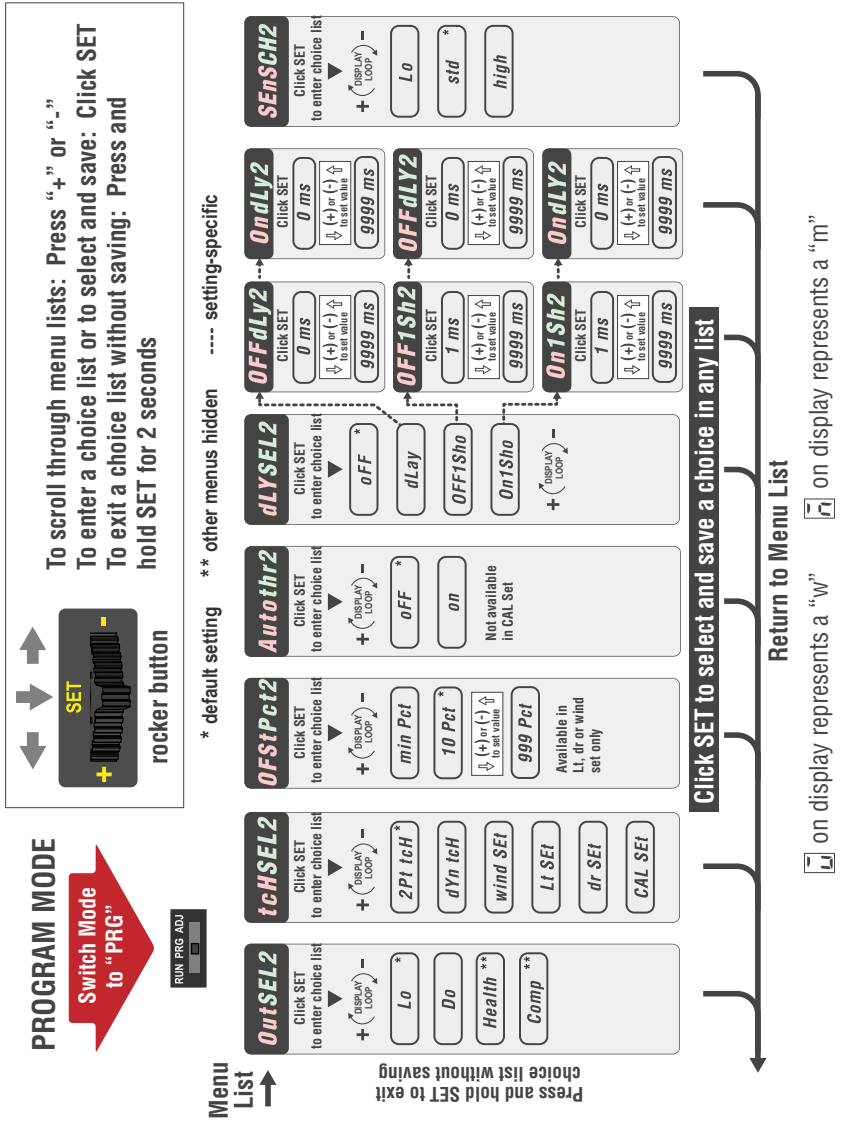 PROGRAM MODE
Switch Mode
to “PRG”
RUN PRG ADJ
+
SET
-
rocker button
To scroll through menu lists: Press “+” or “-”
To enter a choice list or to select and save: Click SET
To exit a choice list without saving: Press and
hold SET for 2 seconds
* default setting
** other menus hidden
---- setting-specific
Menu
List
Press and hold SET to exit
choice list without saving
OutSEL2
Click SET
to enter choice list
+ DISPLAY LOOP -
Lo *
Do
Health **
Comp **
tcHSEL2
Click SET
to enter choice list
+ DISPLAY LOOP -
2Pt tcH *
dYn tcH
wind SEt
Lt SEt
dr SEt
CAL SEt
OFStPct2
Click SET
to enter choice list
+ DISPLAY LOOP -
min Pct
10 Pct *
(+) or (-)
to set value
999 Pct
Available in
Lt, dr or wind
set only
Autothr2
Click SET
to enter choice list
+ DISPLAY LOOP -
oFF *
on
Not available
in CAL Set
dLYSEL2
Click SET
to enter choice list
oFF *
dLay
OFF1Sho
On1Sho
+ DISPLAY LOOP -
OFFdLy2
Click SET
0 ms
(+) or (-)
to set value
9999 ms
OndLy2
Click SET
0 ms
(+) or (-)
to set value
9999 ms
OFF1Sh2
Click SET
1 ms
(+) or (-)
to set value
9999 ms
OFFdLY2
Click SET
0 ms
(+) or (-)
to set value
9999 ms
On1Sh2
Click SET
1 ms
(+) or (-)
to set value
9999 ms
OndLY2
Click SET
0 ms
(+) or (-)
to set value
9999 ms
SEnSCH2
Click SET
to enter choice list
+ DISPLAY LOOP -
Lo
std *
high
Click SET to select and save a choice in any list
Return to Menu List
on display represents a “w”
on display represents a “m”